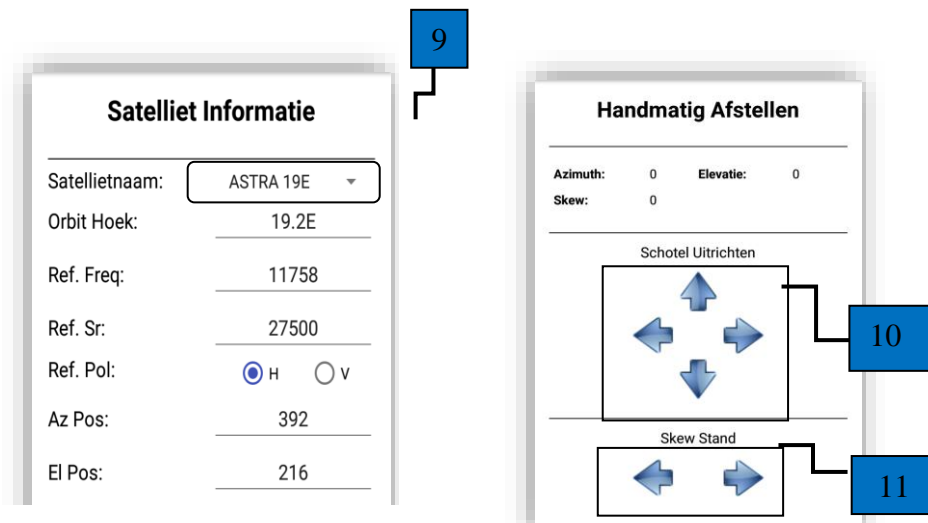 9
Satelliet Informatie
Satellietnaam: ASTRA 19E
Orbit Hoek: 19.2E
Ref. Freq: 11758
Ref. Sr: 27500
Ref. Pol: H V
Az Pos: 392
El Pos: 216
Handmatig Afstellen
Azimuth: 0 Elevatie: 0
Skew: 0
Schotel Uitrichten
10
Skew Stand
11